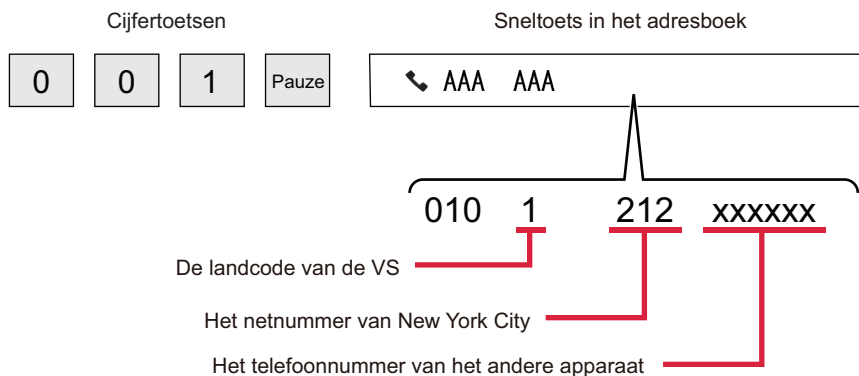 Cijfertoetsen Sneltoets in het adresboek
0 0 1 Pauze AAA AAA
010 1 212 xxxxxx
De landcode van de VS
Het netnummer van New York City
Het telefoonnummer van het andere apparaat